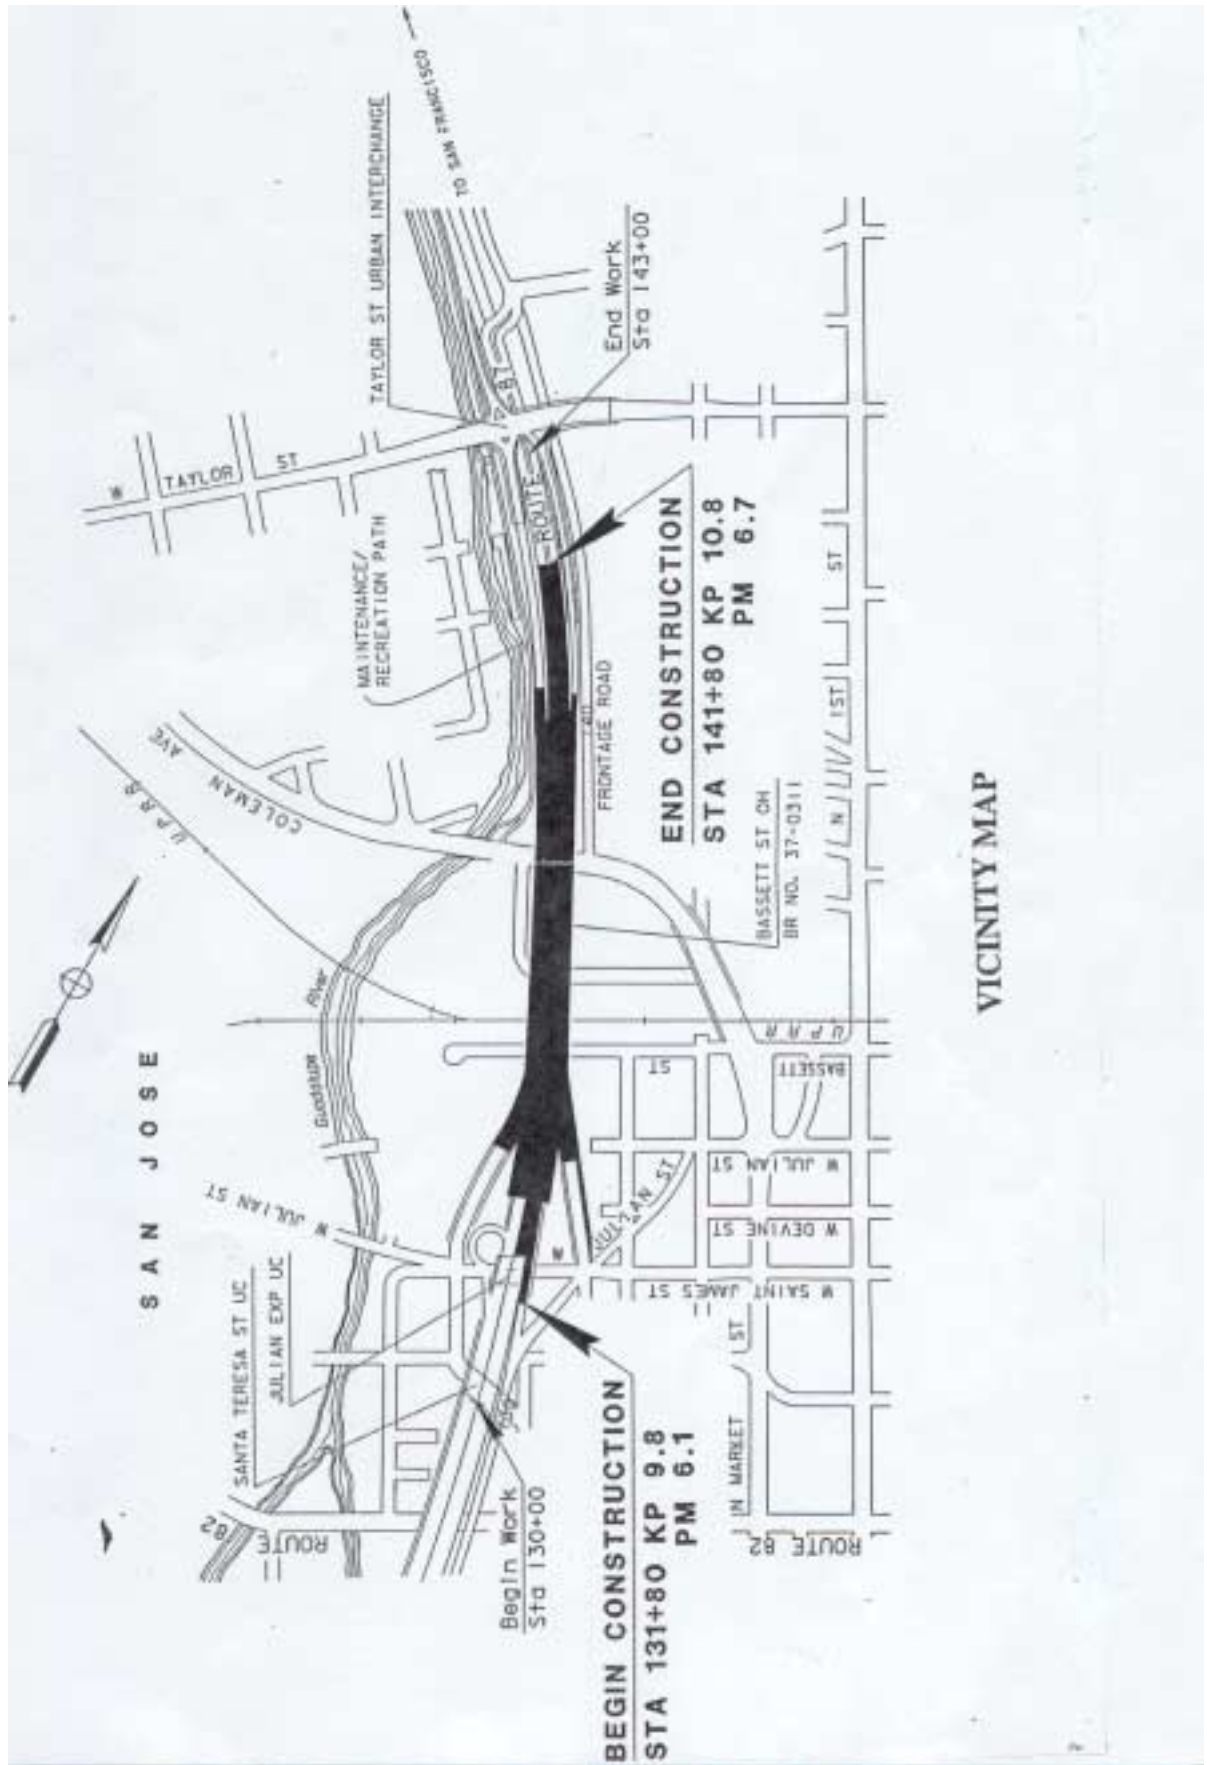 TO SAN FRANCISCO
TAYLOR ST URBAN INTERCHANGE
End Work
Sta 143+00
W
TAYLOR
ST
MAINTENANCE/
RECREATION PATH
ROUTE
87
END CONSTRUCTION
STA 141+80 KP 10.8
PM 6.7
FRONTAGE ROAD
140
COLEMAN
AVE
UPRR
BASSETT ST OH
BR NO. 37-0311
ST
1ST
N
VICINITY MAP
Guadalupe River
SAN JOSE
UPRR
BASSETT
ST
W JULIAN ST
W JULIAN ST
JULIAN ST
W DEVINE ST
W
W SAINT JAMES ST
SANTA TERESA ST UC
JULIAN EXP UC
ST
N MARKET
Begin Work
Sta 130+00
BEGIN CONSTRUCTION
STA 131+80 KP 9.8
PM 6.1
ROUTE 82
ROUTE 82